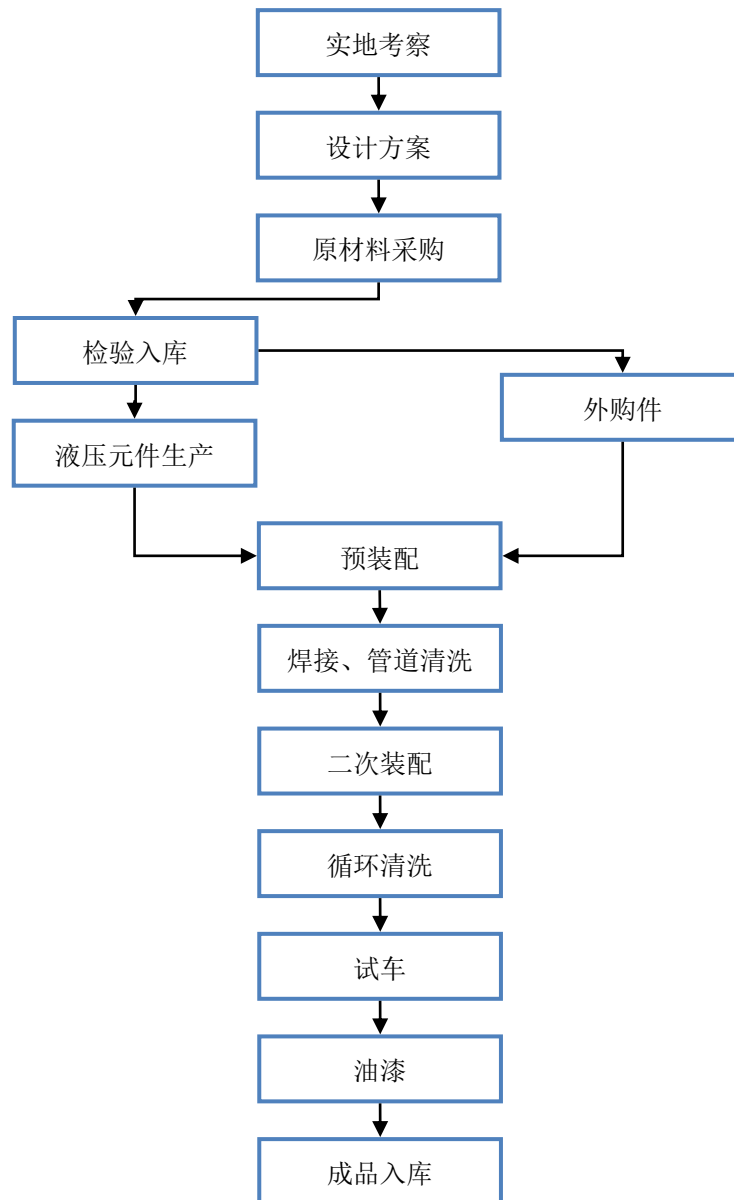 实地考察
设计方案
原材料采购
检验入库
外购件
液压元件生产
预装配
焊接、管道清洗
二次装配
循环清洗
试车
油漆
成品入库